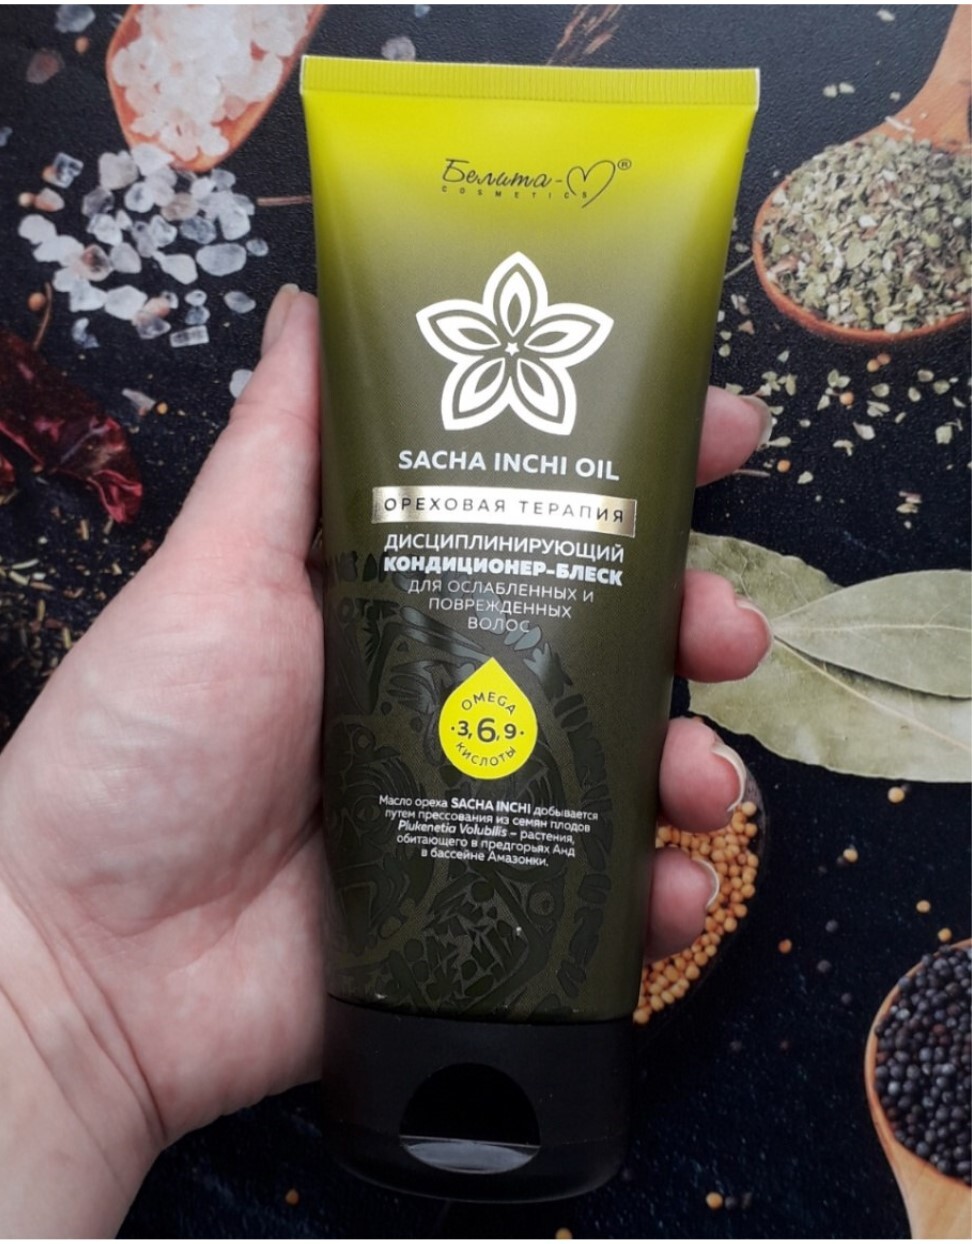 Белита-М®
COSMETICS
SACHA INCHI OIL
ОРЕХОВАЯ ТЕРАПИЯ
ДИСЦИПЛИНИРУЮЩИЙ
КОНДИЦИОНЕР-БЛЕСК
ДЛЯ ОСЛАБЛЕННЫХ И
ПОВРЕЖДЕННЫХ
ВОЛОС
OMEGA
·3,6,9·
КИСЛОТЫ
Масло ореха SACHA INCHI добывается
путем прессования из семян плодов
Plukenetia Volubilis – растения,
обитающего в предгорьях Анд
в бассейне Амазонки.